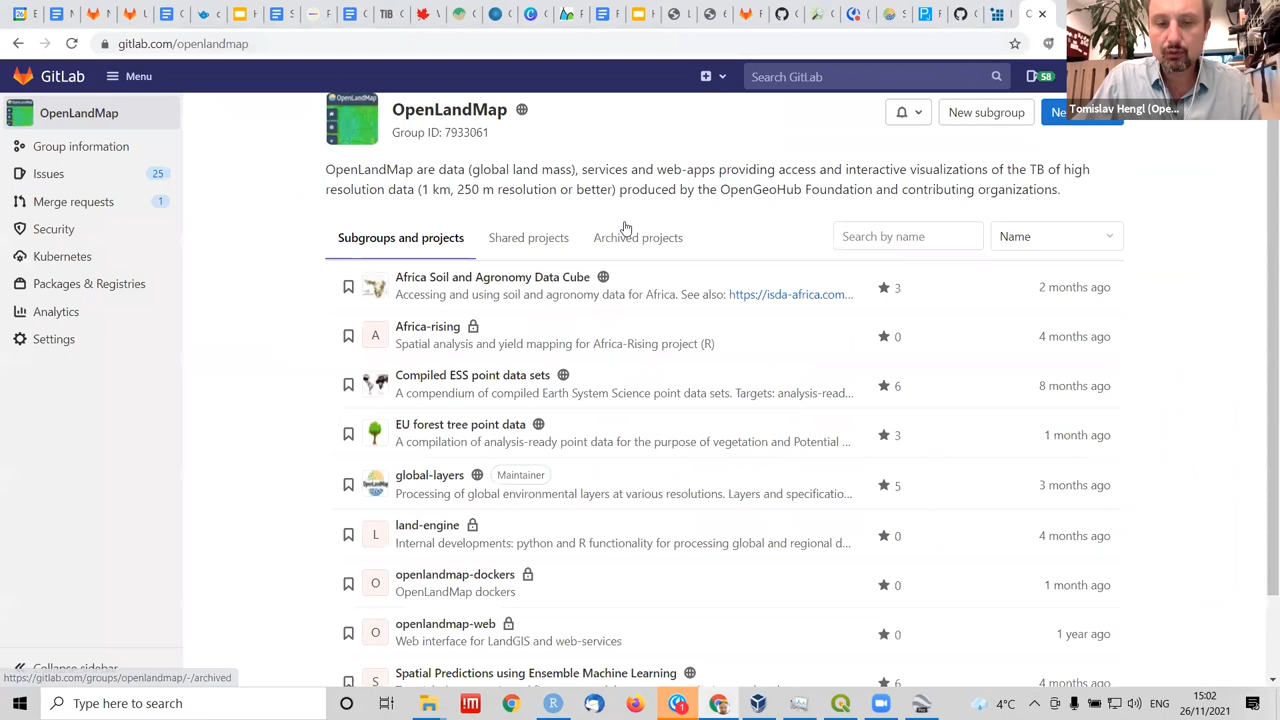 gitlab.com/openlandmap
GitLab
Menu
Search GitLab
58
Tomislav Hengl (Ope...
OpenLandMap
Group information
Issues
25
Merge requests
1
Security
Kubernetes
Packages & Registries
Analytics
Settings
Collapse sidebar
OpenLandMap
OpenLandMap
Group ID: 7933061
New subgroup
Ne
OpenLandMap are data (global land mass), services and web-apps providing access and interactive visualizations of the TB of high
resolution data (1 km, 250 m resolution or better) produced by the OpenGeoHub Foundation and contributing organizations.
Subgroups and projects
Shared projects
Archived projects
Search by name
Name
Africa Soil and Agronomy Data Cube
Accessing and using soil and agronomy data for Africa. See also: https://isda-africa.com...
3
2 months ago
A
Africa-rising
Spatial analysis and yield mapping for Africa-Rising project (R)
0
4 months ago
Compiled ESS point data sets
A compendium of compiled Earth System Science point data sets. Targets: analysis-read...
6
8 months ago
EU forest tree point data
A compilation of analysis-ready point data for the purpose of vegetation and Potential ...
3
1 month ago
global-layers
Maintainer
Processing of global environmental layers at various resolutions. Layers and specificatio...
5
3 months ago
L
land-engine
Internal developments: python and R functionality for processing global and regional d...
0
4 months ago
O
openlandmap-dockers
OpenLandMap dockers
0
1 month ago
O
openlandmap-web
Web interface for LandGIS and web-services
0
1 year ago
S
Spatial Predictions using Ensemble Machine Learning
6
4 months ago
https://gitlab.com/groups/openlandmap/-/archived
Type here to search
4°C
ENG
15:02
26/11/2021